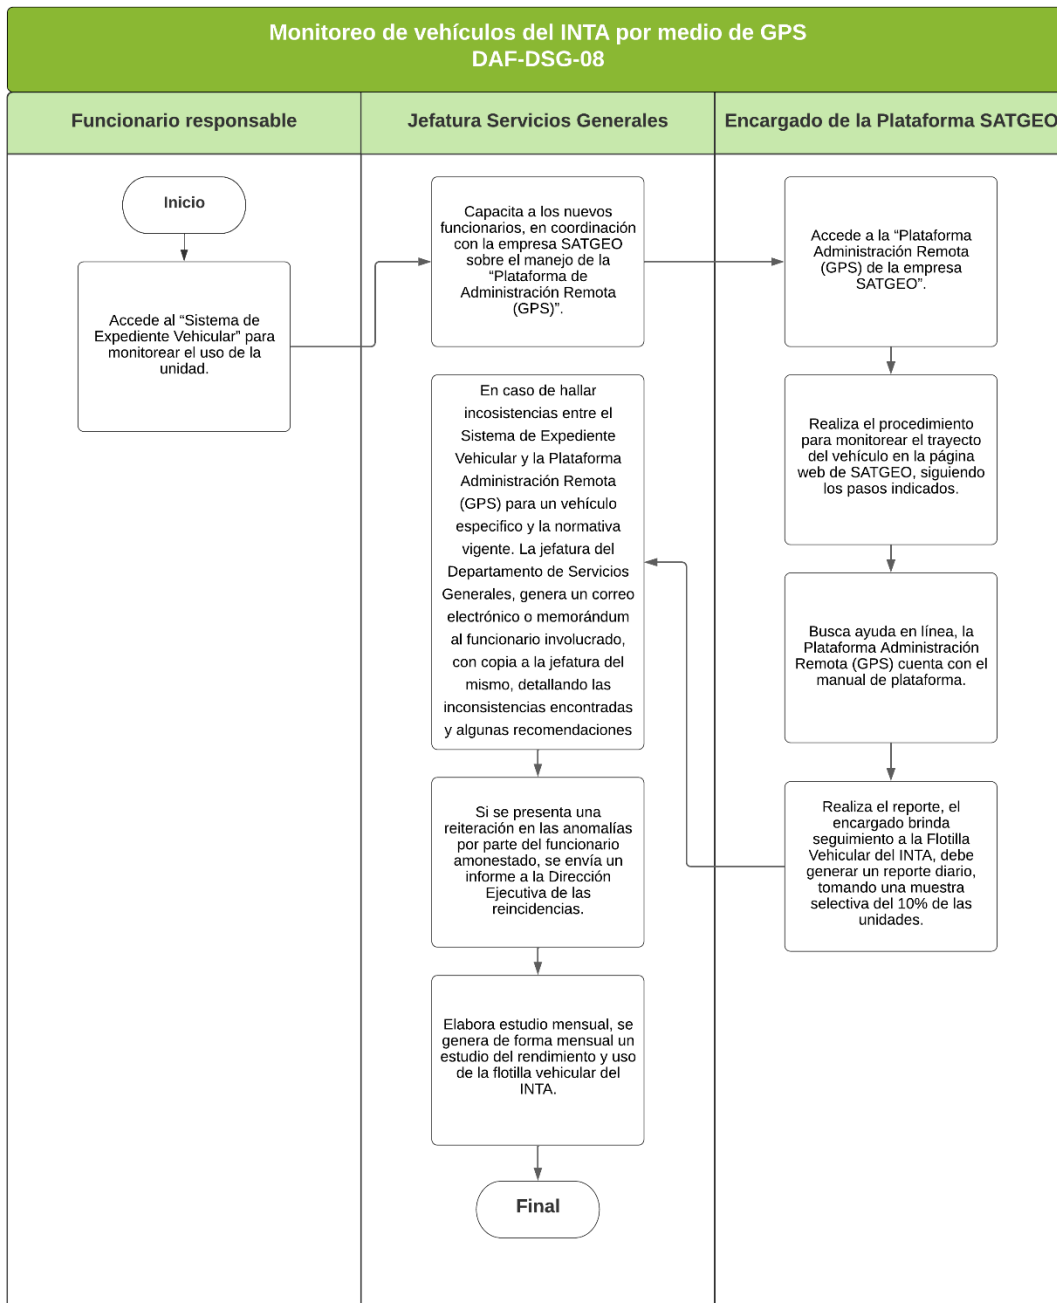 Monitoreo de vehículos del INTA por medio de GPS
DAF-DSG-08
Funcionario responsable
Jefatura Servicios Generales
Encargado de la Plataforma SATGEO
Inicio
Accede al “Sistema de
Expediente Vehicular” para
monitorear el uso de la
unidad.
Capacita a los nuevos
funcionarios, en coordinación
con la empresa SATGEO
sobre el manejo de la
“Plataforma de
Administración Remota
(GPS)”.
Accede a la “Plataforma
Administración Remota
(GPS) de la empresa
SATGEO”.
Realiza el procedimiento
para monitorear el trayecto
del vehículo en la página
web de SATGEO, siguiendo
los pasos indicados.
Busca ayuda en línea, la
Plataforma Administración
Remota (GPS) cuenta con el
manual de plataforma.
Realiza el reporte, el
encargado brinda
seguimiento a la Flotilla
Vehicular del INTA, debe
generar un reporte diario,
tomando una muestra
selectiva del 10% de las
unidades.
En caso de hallar
incosistencias entre el
Sistema de Expediente
Vehicular y la Plataforma
Administración Remota
(GPS) para un vehículo
especifico y la normativa
vigente. La jefatura del
Departamento de Servicios
Generales, genera un correo
electrónico o memorándum
al funcionario involucrado,
con copia a la jefatura del
mismo, detallando las
inconsistencias encontradas
y algunas recomendaciones
Si se presenta una
reiteración en las anomalías
por parte del funcionario
amonestado, se envía un
informe a la Dirección
Ejecutiva de las
reincidencias.
Elabora estudio mensual, se
genera de forma mensual un
estudio del rendimiento y uso
de la flotilla vehicular del
INTA.
Final